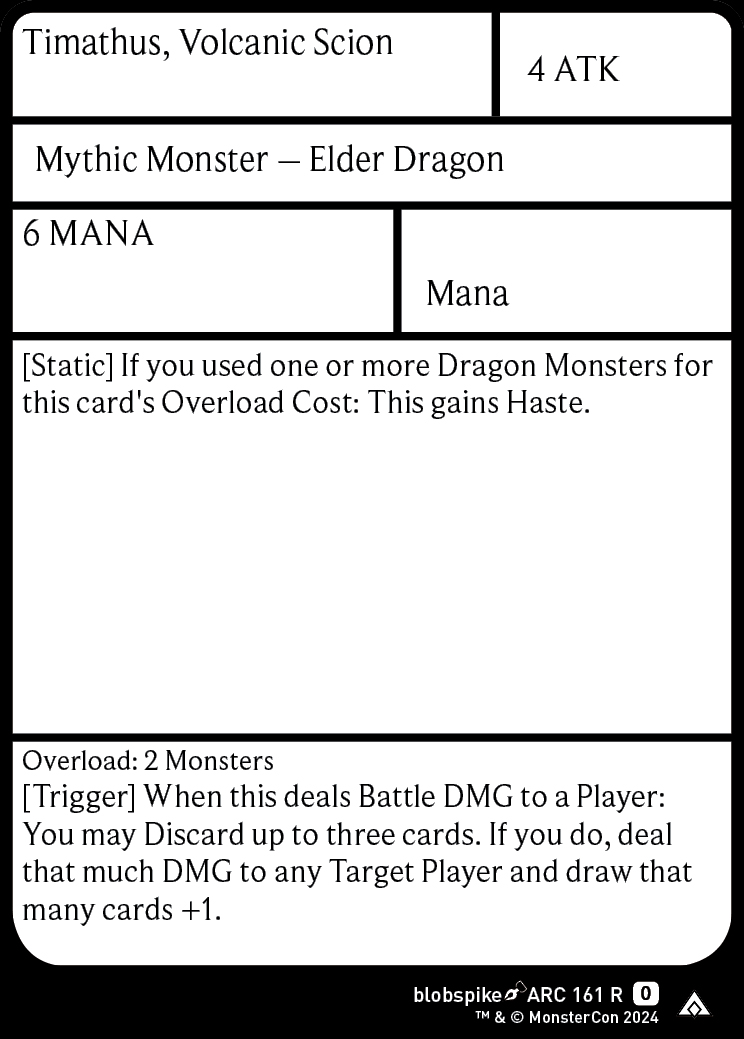 Timathus, Volcanic Scion
4 ATK
Mythic Monster – Elder Dragon
6 MANA
Mana
[Static] If you used one or more Dragon Monsters for
this card's Overload Cost: This gains Haste.
Overload: 2 Monsters
[Trigger] When this deals Battle DMG to a Player:
You may Discard up to three cards. If you do, deal
that much DMG to any Target Player and draw that
many cards +1.
blobspike ARC 161 R 0
™ & © MonsterCon 2024